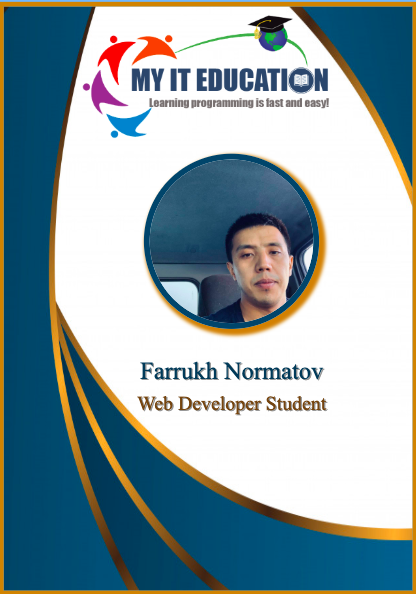 MY IT EDUCATION
Learning programming is fast and easy!
Farrukh Normatov
Web Developer Student